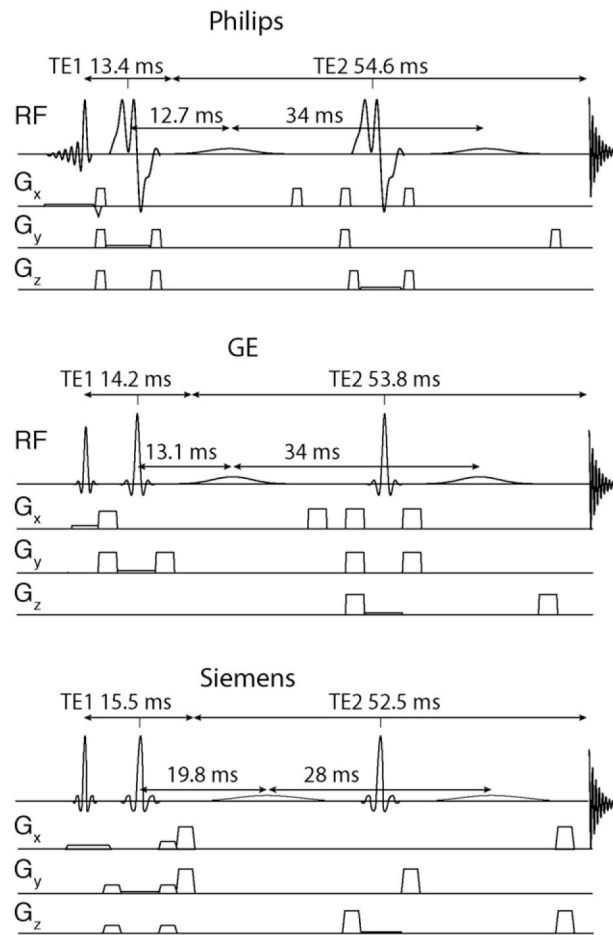 Philips
TE1 13.4 ms TE2 54.6 ms
12.7 ms 34 ms
RF
Gx
Gy
Gz
GE
TE1 14.2 ms TE2 53.8 ms
RF
13.1 ms 34 ms
Gx
Gy
Gz
Siemens
TE1 15.5 ms TE2 52.5 ms
19.8 ms 28 ms
Gx
Gy
Gz